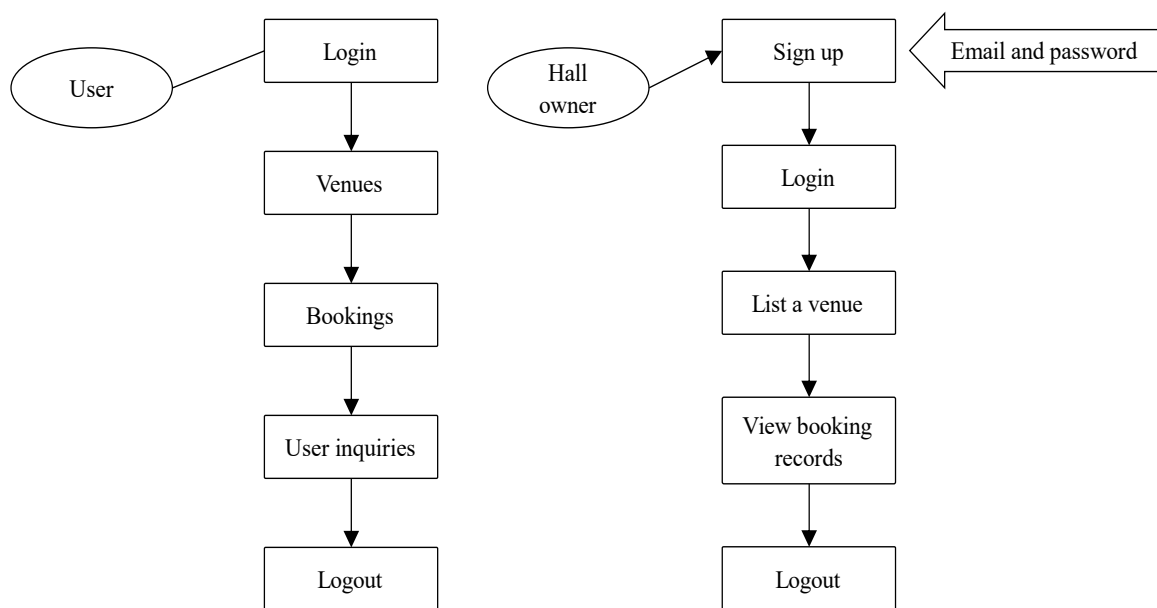 User
Login
Venues
Bookings
User inquiries
Logout
Hall
owner
Sign up
Email and password
Login
List a venue
View booking
records
Logout